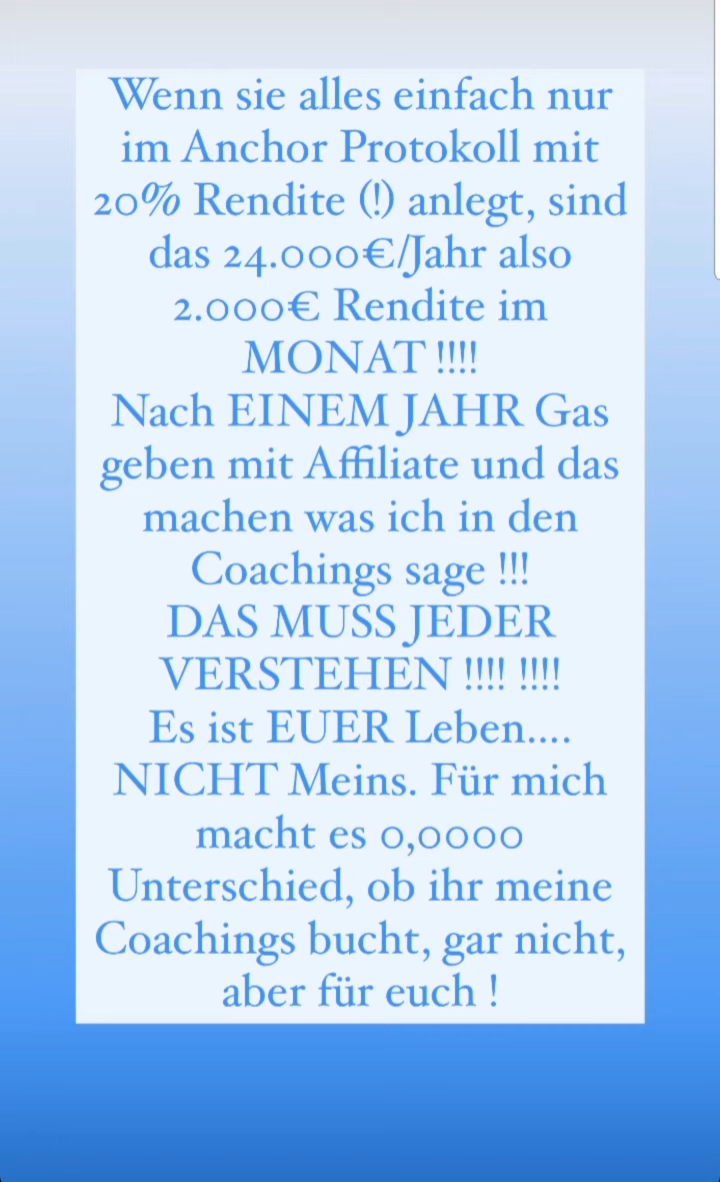 Wenn sie alles einfach nur
im Anchor Protokoll mit
20% Rendite (!) anlegt, sind
das 24.000€/Jahr also
2.000€ Rendite im
MONAT !!!!
Nach EINEM JAHR Gas
geben mit Affiliate und das
machen was ich in den
Coachings sage !!!
DAS MUSS JEDER
VERSTEHEN !!!! !!!!
Es ist EUER Leben....
NICHT Meins. Für mich
macht es 0,0000
Unterschied, ob ihr meine
Coachings bucht, gar nicht,
aber für euch !